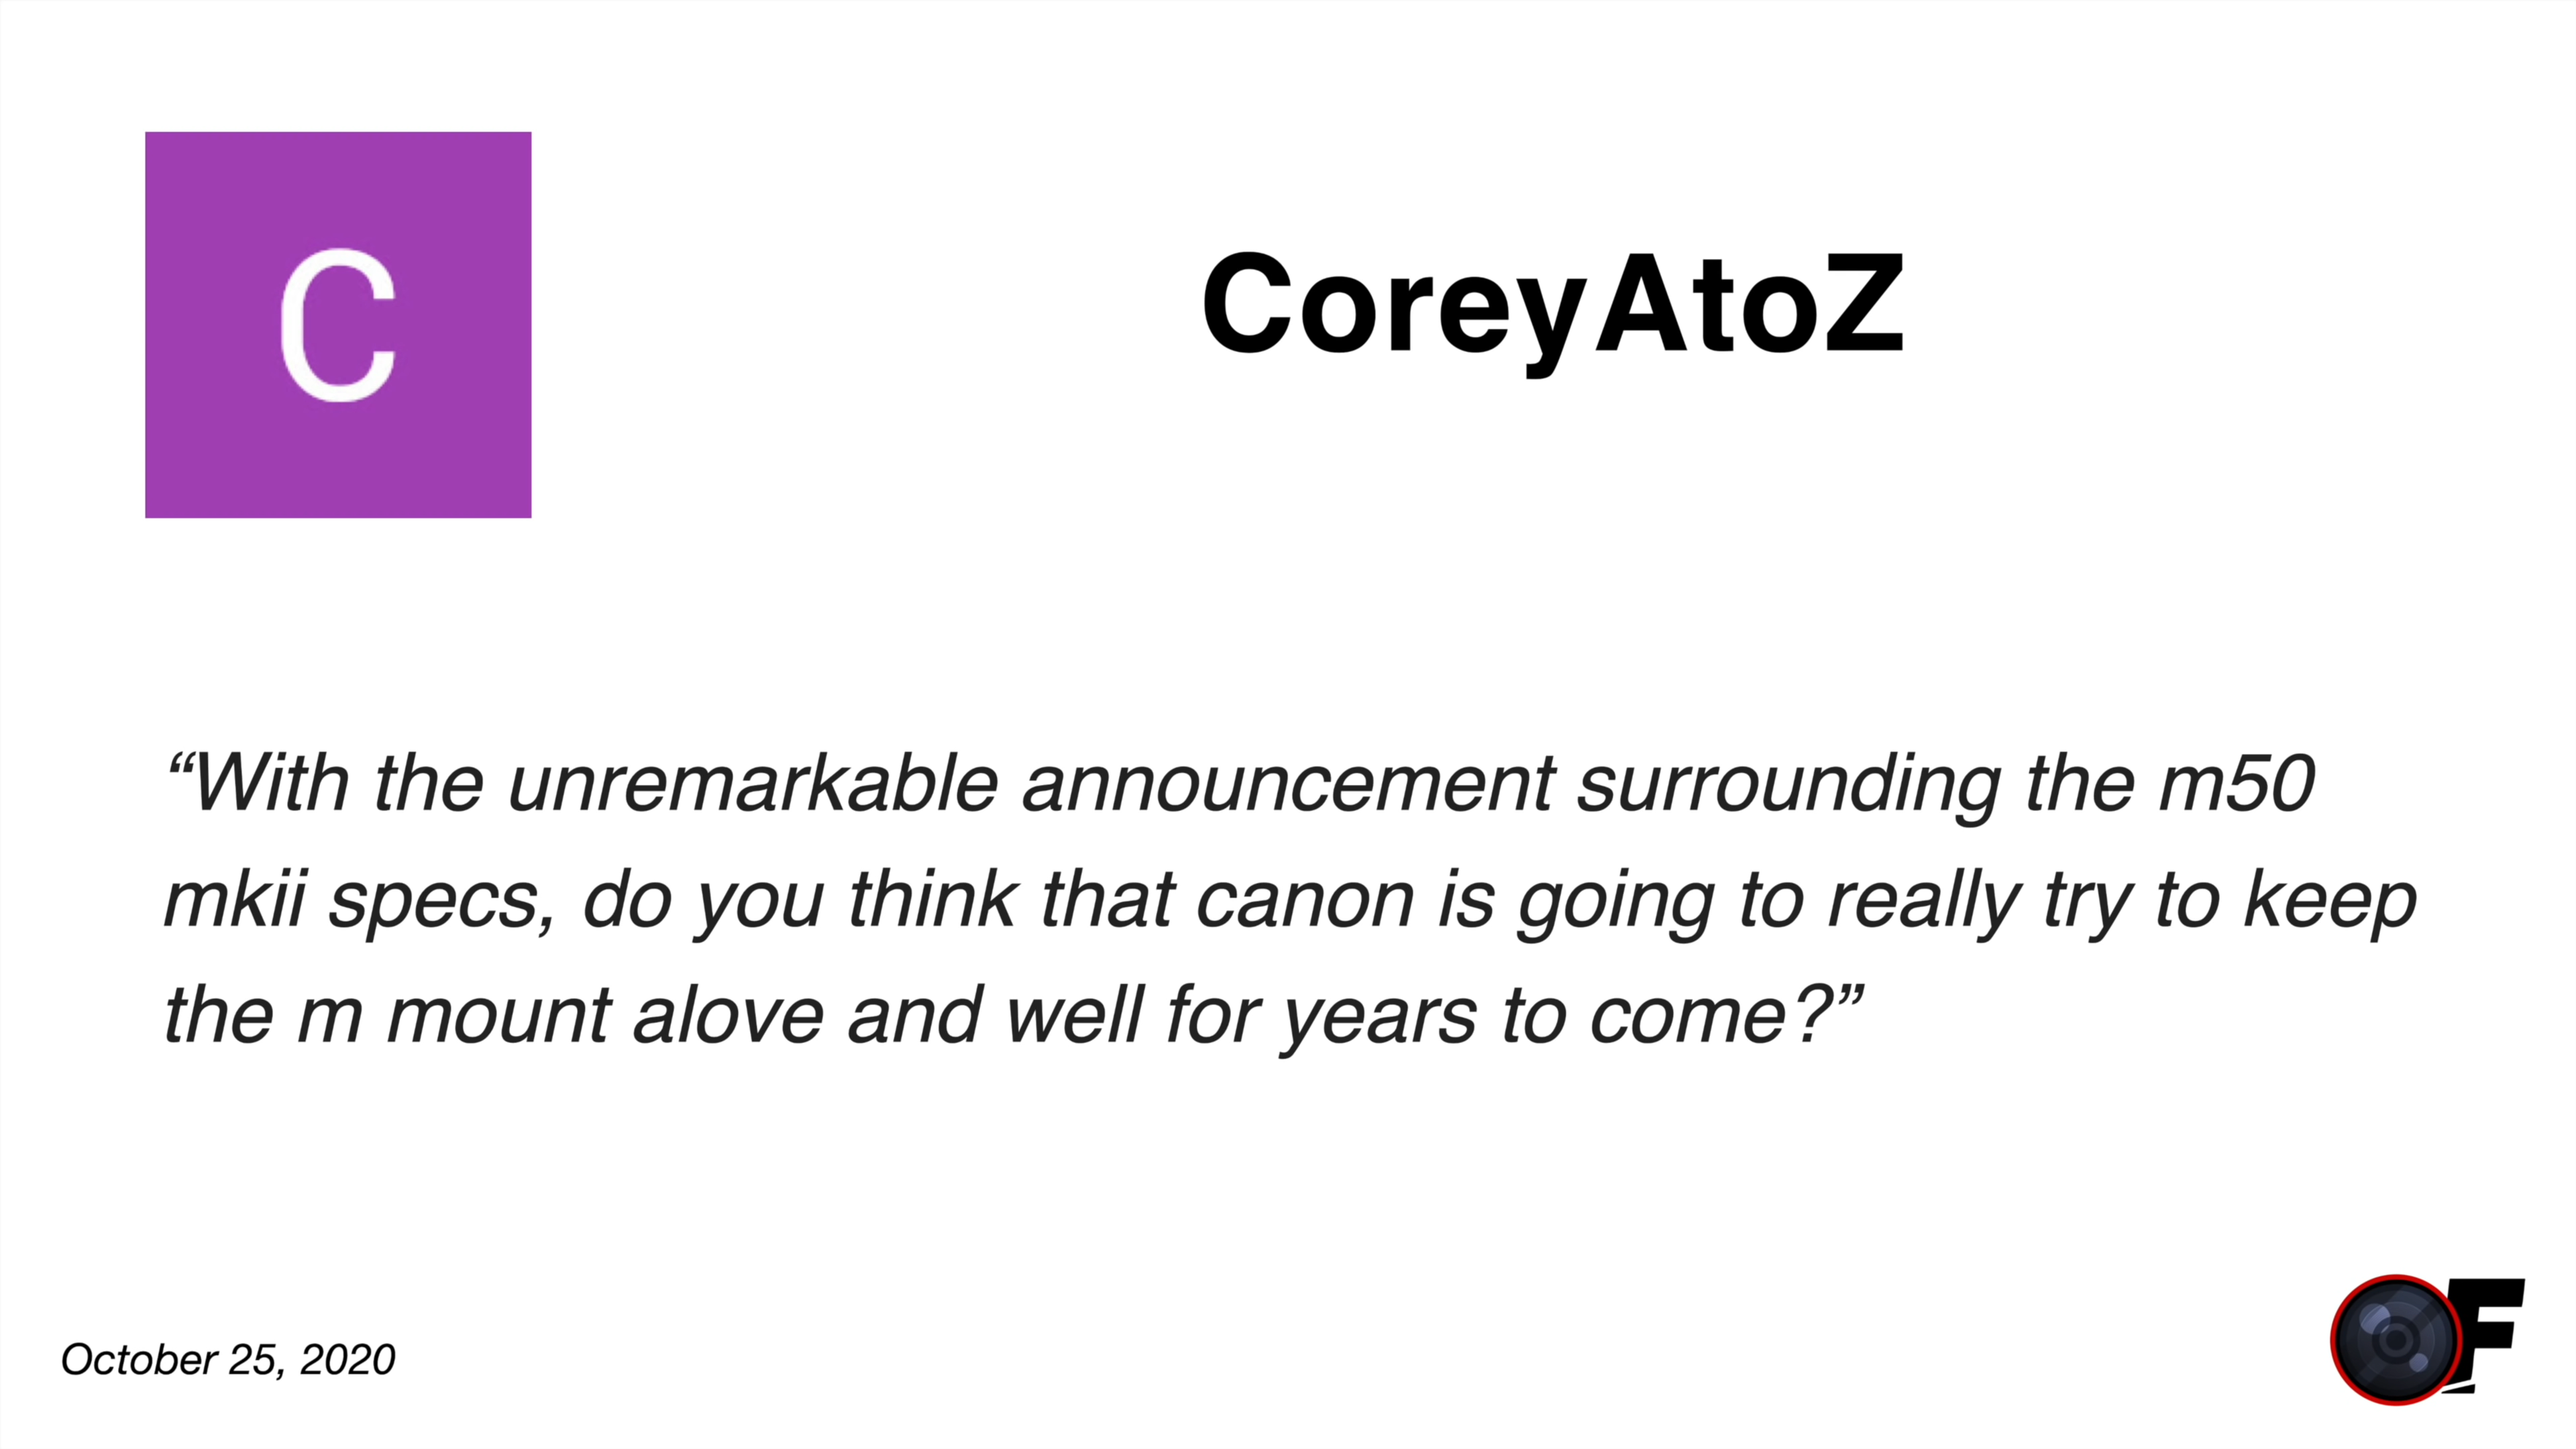 C
CoreyAtoZ
“With the unremarkable announcement surrounding the m50
mkii specs, do you think that canon is going to really try to keep
the m mount alove and well for years to come?”
October 25, 2020
F